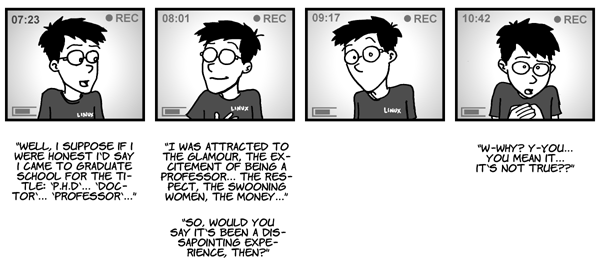 07:23 REC
LINUX
"WELL, I SUPPOSE IF I
WERE HONEST I'D SAY
I CAME TO GRADUATE
SCHOOL FOR THE TI-
TLE: 'P.H.D'... 'DOC-
TOR'... 'PROFESSOR'..."
08:01 REC
LINUX
"I WAS ATTRACTED TO
THE GLAMOUR, THE EX-
CITEMENT OF BEING A
PROFESSOR... THE RES-
PECT, THE SWOONING
WOMEN, THE MONEY..."
"SO, WOULD YOU
SAY IT'S BEEN A DIS-
SAPOINTING EXPE-
RIENCE, THEN?"
09:17 REC
LINUX
10:42 REC
"W-WHY? Y-YOU...
YOU MEAN IT...
IT'S NOT TRUE??"